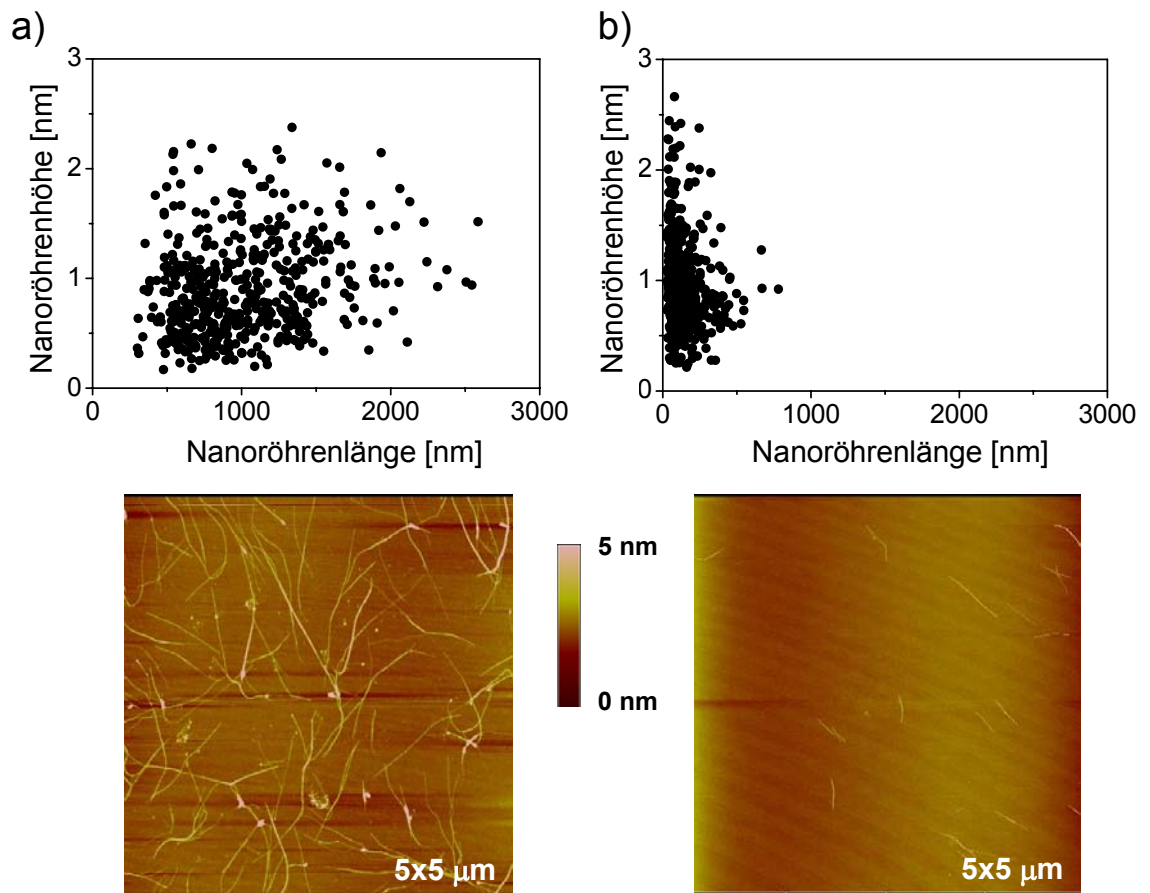 a)
3
2
1
0
Nanoröhrenhöhe [nm]
0
1000
2000
3000
Nanoröhrenlänge [nm]
b)
3
2
1
0
Nanoröhrenhöhe [nm]
0
1000
2000
3000
Nanoröhrenlänge [nm]
5x5 μm
5 nm
0 nm
5x5 μm